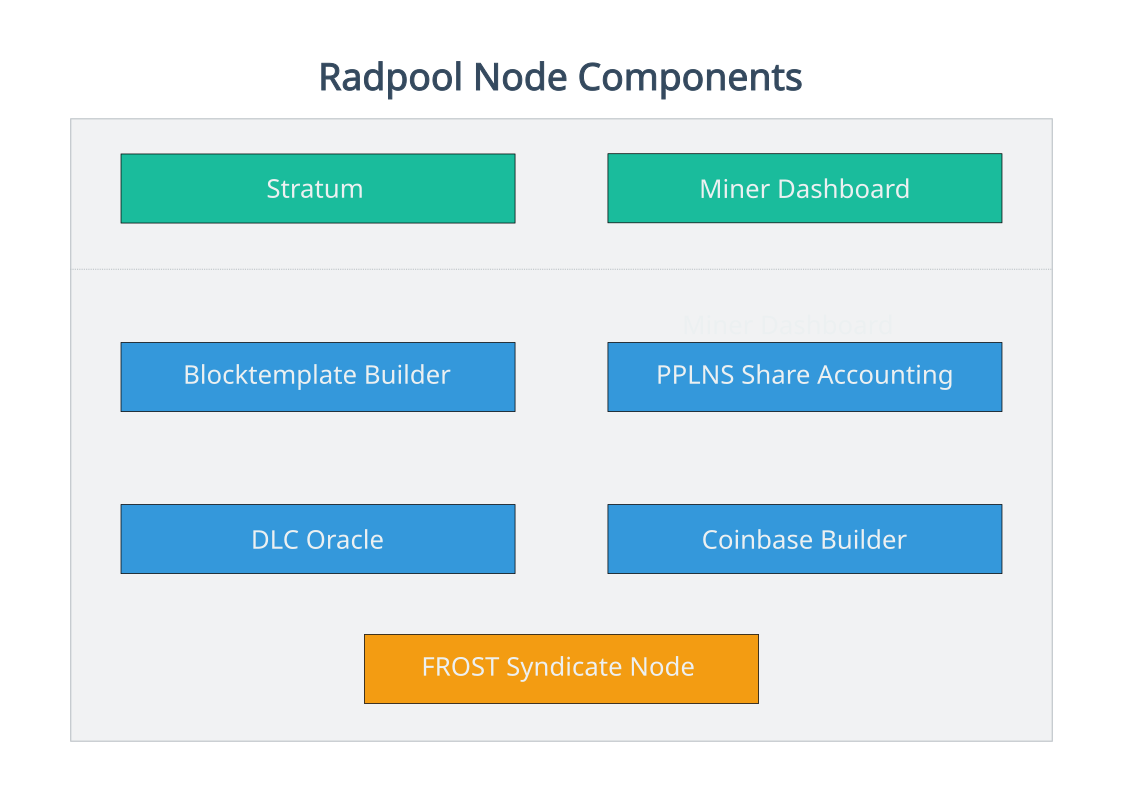 Radpool Node Components
Stratum
Miner Dashboard
Miner Dashboard
Blocktemplate Builder
PPLNS Share Accounting
DLC Oracle
Coinbase Builder
FROST Syndicate Node